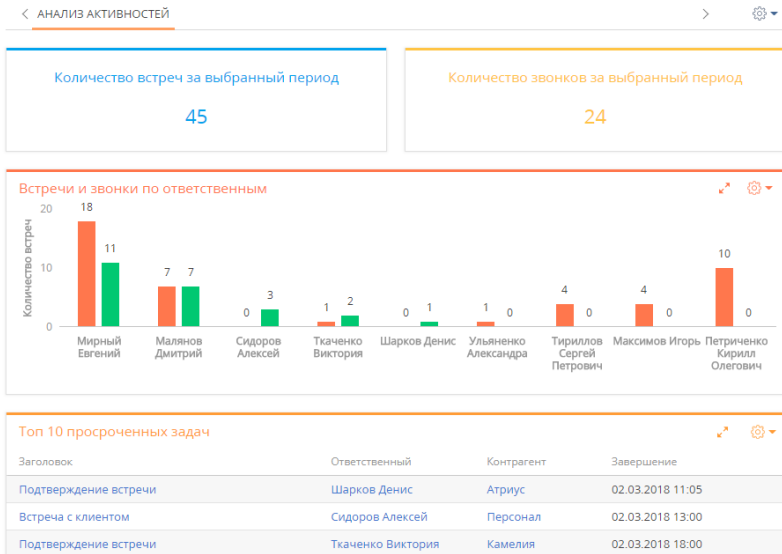 АНАЛИЗ АКТИВНОСТЕЙ
Количество встреч за выбранный период
45
Количество звонков за выбранный период
24
Встречи и звонки по ответственным
Количество встреч
20
10
0
18 11
7 7
0 3
1 2
0 1
1 0
4 0
4 0
10 0
Мирный
Евгений
Малянов
Дмитрий
Сидоров
Алексей
Ткаченко
Виктория
Шарков Денис
Ульяненко
Александра
Тириллов
Сергей
Петрович
Максимов Игорь
Петриченко
Кирилл
Олегович
Топ 10 просроченных задач
Заголовок Ответственный Контрагент Завершение
Подтверждение встречи Шарков Денис Атриус 02.03.2018 11:05
Встреча с клиентом Сидоров Алексей Персонал 02.03.2018 13:00
Подтверждение встречи Ткаченко Виктория Камелия 02.03.2018 18:00